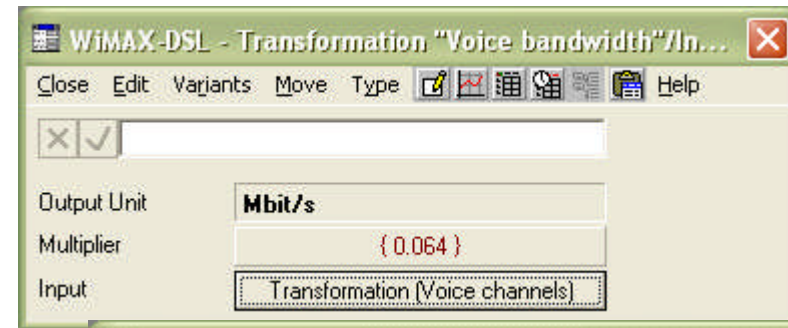 WiMAX-DSL - Transformation "Voice bandwidth"/In...
Close Edit Variants Move Type Help
Output Unit Mbit/s
Multiplier { 0.064 }
Input Transformation (Voice channels)